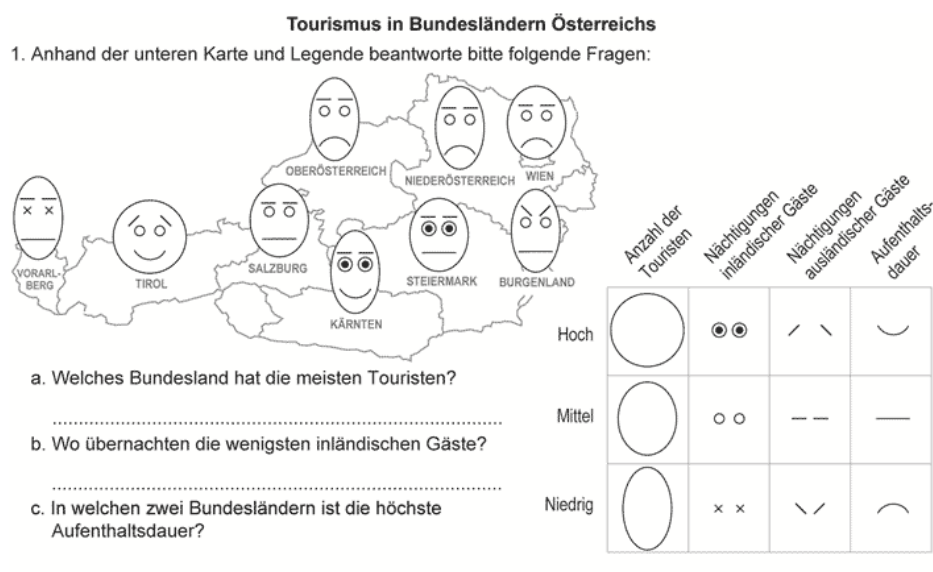 Tourismus in Bundesländern Österreichs
1. Anhand der unteren Karte und Legende beantworte bitte folgende Fragen:
OBERÖSTERREICH
NIEDERÖSTERREICH
WIEN
VORARL-
BERG
TIROL
SALZBURG
KÄRNTEN
STEIERMARK
BURGENLAND
Anzahl der
Touristen
Nächtigungen
inländischer Gäste
Nächtigungen
ausländischer Gäste
Aufenthalts-
dauer
Hoch
Mittel
Niedrig
a. Welches Bundesland hat die meisten Touristen?
b. Wo übernachten die wenigsten inländischen Gäste?
c. In welchen zwei Bundesländern ist die höchste
Aufenthaltsdauer?